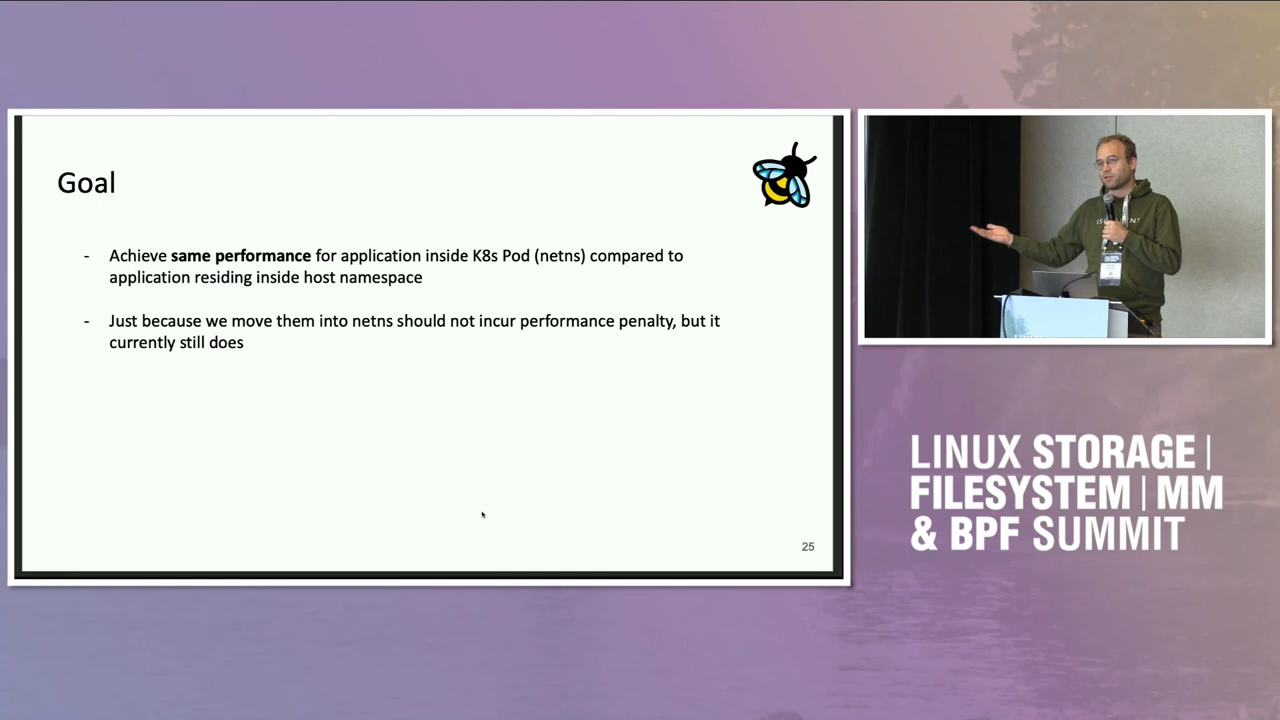 Goal
- Achieve same performance for application inside K8s Pod (netns) compared to
application residing inside host namespace
- Just because we move them into netns should not incur performance penalty, but it
currently still does
25
LINUX STORAGE |
FILESYSTEM | MM
& BPF SUMMIT